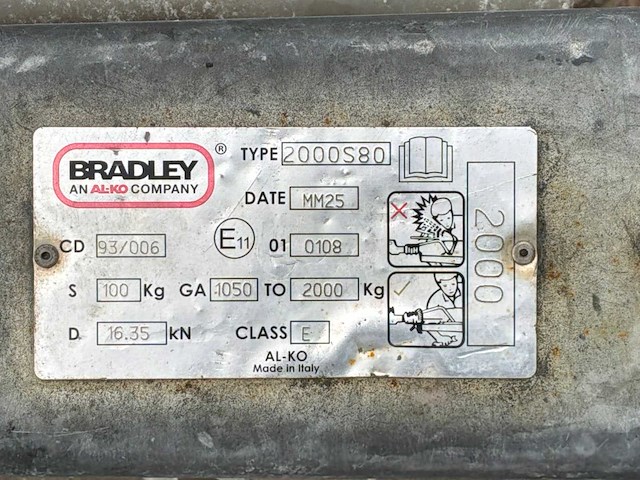 BRADLEY ®
AN AL-KO COMPANY
TYPE 2000S80
DATE MM25
CD 93/006 E11 01 0108
S 100 Kg GA 1050 TO 2000 Kg
D 16.35 kN CLASS E
AL-KO
Made in Italy
2000